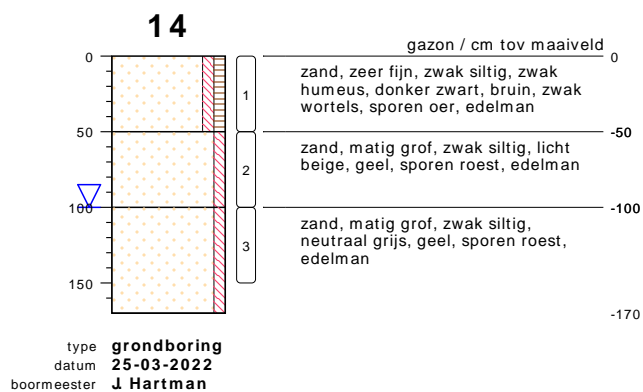 14
gazon / cm tov maaiveld
0
0
zand, zeer fijn, zwak siltig, zwak
humeus, donker zwart, bruin, zwak
wortels, sporen oer, edelman
1
50
-50
zand, matig grof, zwak siltig, licht
beige, geel, sporen roest, edelman
2
100
-100
zand, matig grof, zwak siltig,
neutraal grijs, geel, sporen roest,
edelman
3
150
-170
type grondboring
datum 25-03-2022
boormeester J. Hartman